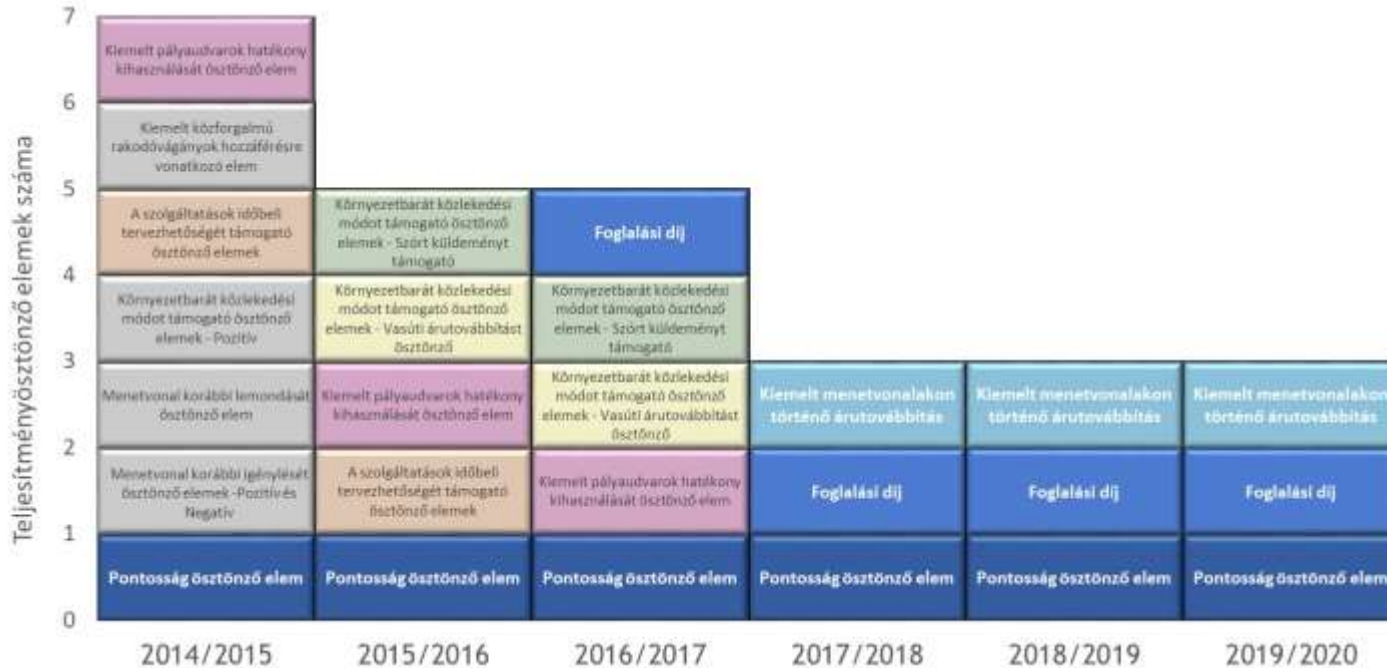 Teljesítményösztönző elemek száma
7
6
5
4
3
2
1
0
Kiemelt pályaudvarok hatékony
kihasználását ösztönző elem
Kiemelt közforgalmú
rakodóvágányok hozzáférésre
vonatkozó elem
A szolgáltatások időbeli
tervezhetőségét támogató
ösztönző elemek
Környezetbarát közlekedési
módot támogató ösztönző
elemek - Pozitív
Menetvonal korábbi lemondását
ösztönző elem
Menetvonal korábbi igénylését
ösztönző elemek -Pozitív és
Negatív
Pontosság ösztönző elem
2014/2015
Környezetbarát közlekedési
módot támogató ösztönző
elemek - Szórt küldeményt
támogató
Környezetbarát közlekedési
módot támogató ösztönző
elemek - Vasúti árutovábbítást
ösztönző
Kiemelt pályaudvarok hatékony
kihasználását ösztönző elem
A szolgáltatások időbeli
tervezhetőségét támogató
ösztönző elemek
Pontosság ösztönző elem
2015/2016
Foglalási díj
Környezetbarát közlekedési
módot támogató ösztönző
elemek - Szórt küldeményt
támogató
Környezetbarát közlekedési
módot támogató ösztönző
elemek - Vasúti árutovábbítást
ösztönző
Kiemelt pályaudvarok hatékony
kihasználását ösztönző elem
Pontosság ösztönző elem
2016/2017
Kiemelt menetvonalakon
történő árutovábbítás
Foglalási díj
Pontosság ösztönző elem
2017/2018
Kiemelt menetvonalakon
történő árutovábbítás
Foglalási díj
Pontosság ösztönző elem
2018/2019
Kiemelt menetvonalakon
történő árutovábbítás
Foglalási díj
Pontosság ösztönző elem
2019/2020